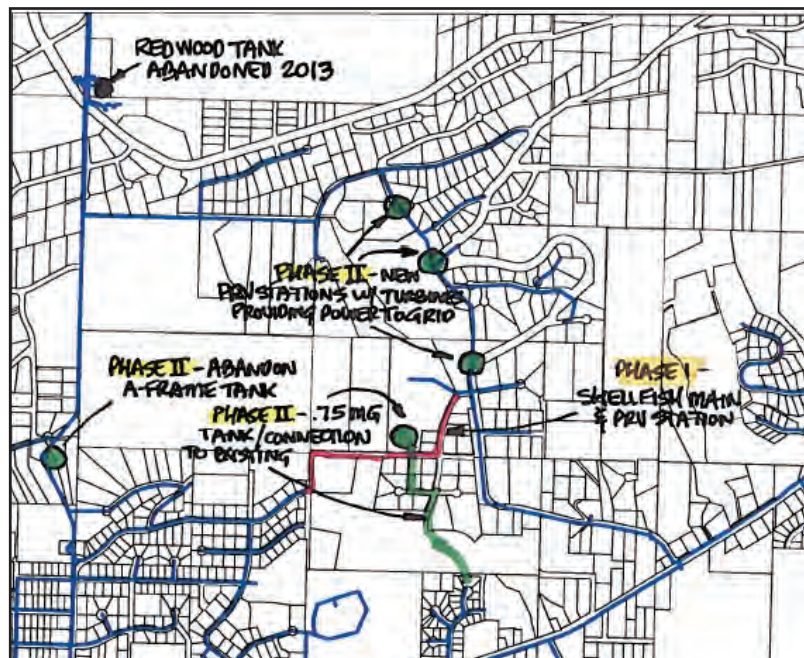 REDWOOD TANK
ABANDONED 2013
PHASE II - NEW
PRV STATIONS W/ TURBINES
PROVIDING POWER TO GRID
PHASE II - ABANDON
A-FRAME TANK
PHASE I -
SHELLFISH MAIN
& PRV STATION
PHASE II - .75 MG
TANK/CONNECTION
TO EXISTING